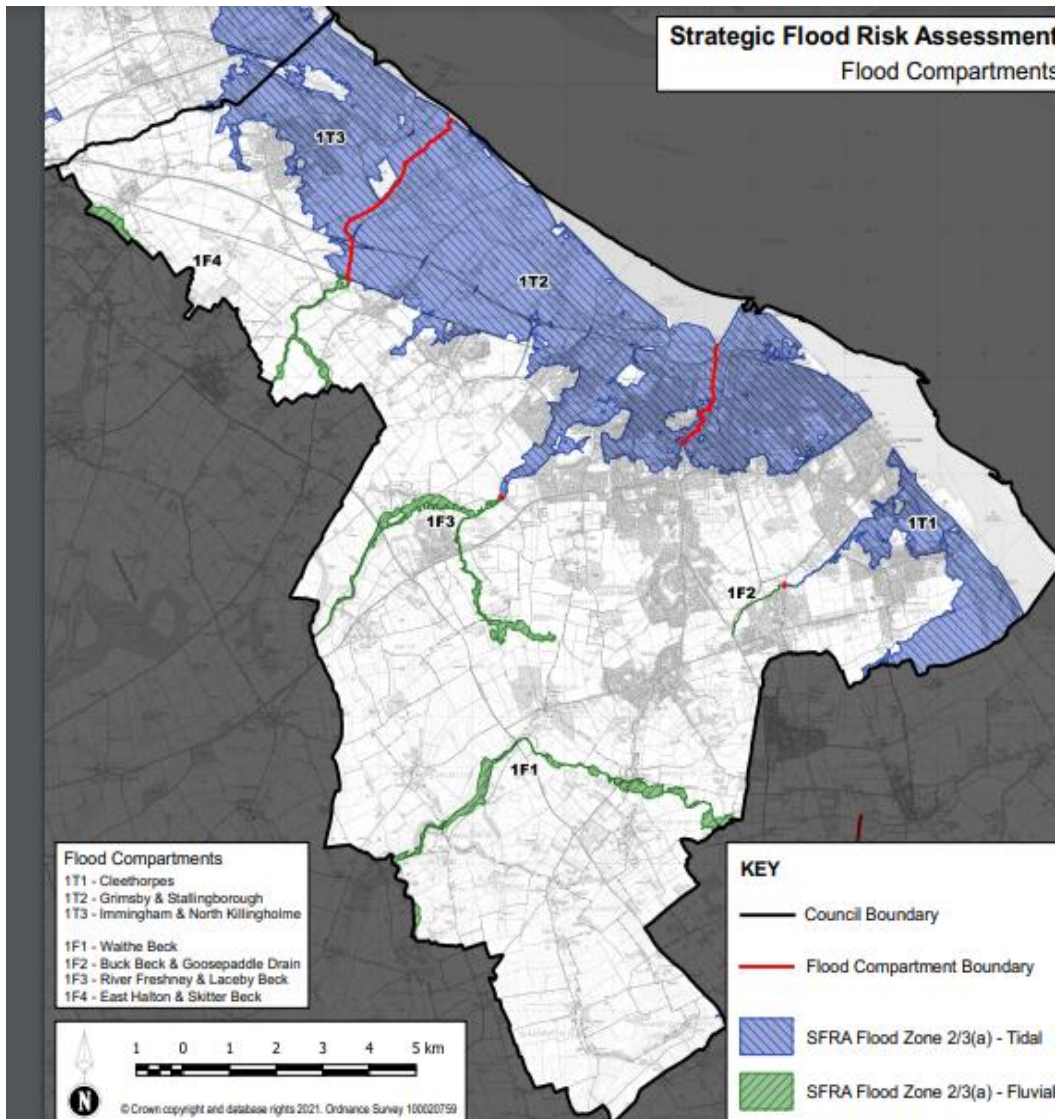 Strategic Flood Risk Assessment
Flood Compartments
1T3
1F4
1T2
1T1
1F3
1F2
1F1
Flood Compartments
1T1 - Cleethorpes
1T2 - Grimsby & Stallingborough
1T3 - Immingham & North Killingholme
1F1 - Waithe Beck
1F2 - Buck Beck & Goosepaddle Drain
1F3 - River Freshney & Laceby Beck
1F4 - East Halton & Skitter Beck
KEY
Council Boundary
Flood Compartment Boundary
SFRA Flood Zone 2/3(a) - Tidal
SFRA Flood Zone 2/3(a) - Fluvial
1 0 1 2 3 4 5 km
N
© Crown copyright and database rights 2021. Ordnance Survey 100020759